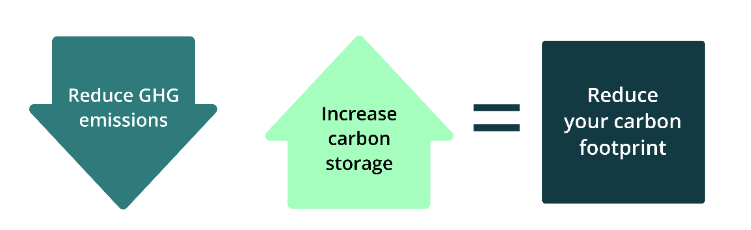 Reduce GHG
emissions
Increase
carbon
storage
=
Reduce
your carbon
footprint